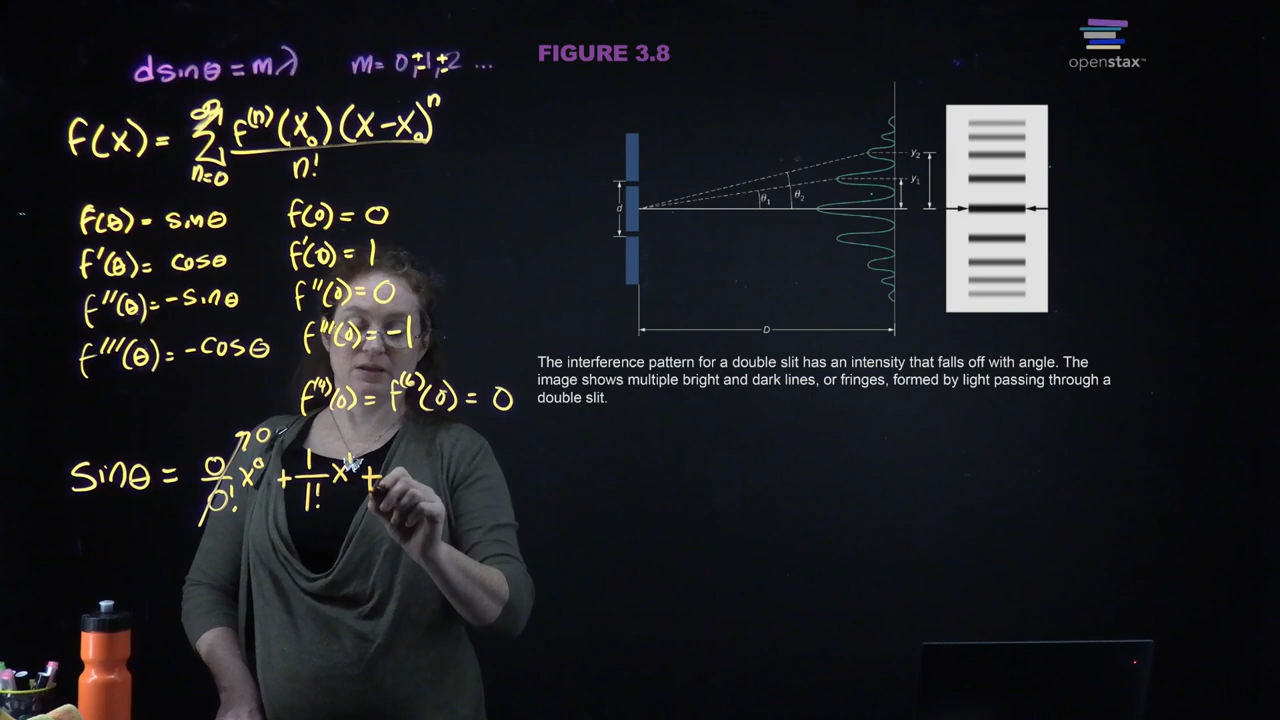 dsinθ = mλ m= 0,±1,±2 ...
f(x) = ∞∑n=0 f⁽ⁿ⁾(x₀)(x-x₀)ⁿ/n!
f(θ) = sinθ f(0) = 0
f'(θ) = cosθ f'(0) = 1
f''(θ) = -sinθ f''(0) = 0
f'''(θ) = -cosθ f'''(0) = -1
f⁽⁴⁾(0) = f⁽⁶⁾(0) = 0
sinθ = 0/0! x⁰ →0 + 1/1! x¹ +
FIGURE 3.8
openstax™
d
θ₁
θ₂
y₂
y₁
D
The interference pattern for a double slit has an intensity that falls off with angle. The
image shows multiple bright and dark lines, or fringes, formed by light passing through a
double slit.